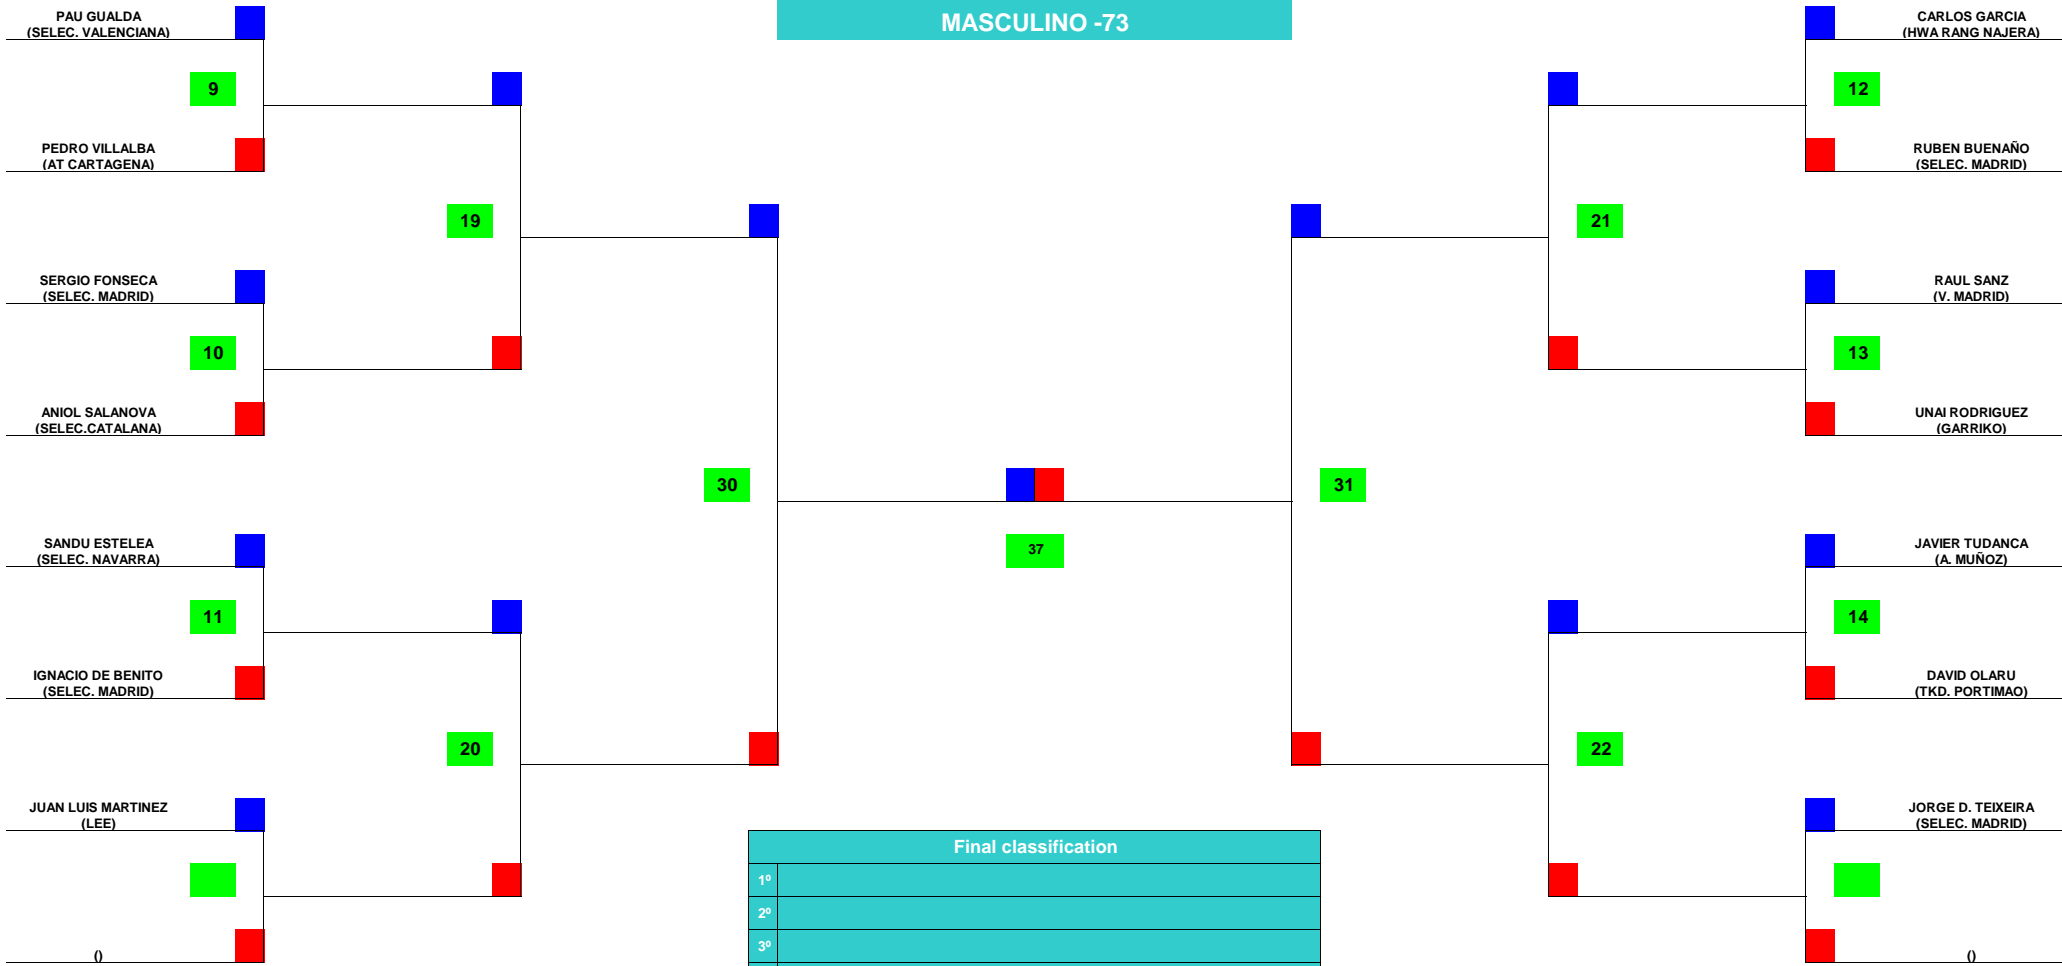 MASCULINO -73
PAU GUALDA
(SELEC. VALENCIANA)
9
PEDRO VILLALBA
(AT CARTAGENA)
19
SERGIO FONSECA
(SELEC. MADRID)
10
ANIOL SALANOVA
(SELEC.CATALANA)
30
SANDU ESTELEA
(SELEC. NAVARRA)
11
IGNACIO DE BENITO
(SELEC. MADRID)
20
JUAN LUIS MARTINEZ
(LEE)
()
37
CARLOS GARCIA
(HWA RANG NAJERA)
12
RUBEN BUENAÑO
(SELEC. MADRID)
21
RAUL SANZ
(V. MADRID)
13
UNAI RODRIGUEZ
(GARRIKO)
31
JAVIER TUDANCA
(A. MUÑOZ)
14
DAVID OLARU
(TKD. PORTIMAO)
22
JORGE D. TEIXEIRA
(SELEC. MADRID)
()
Final classification
1º
2º
3º